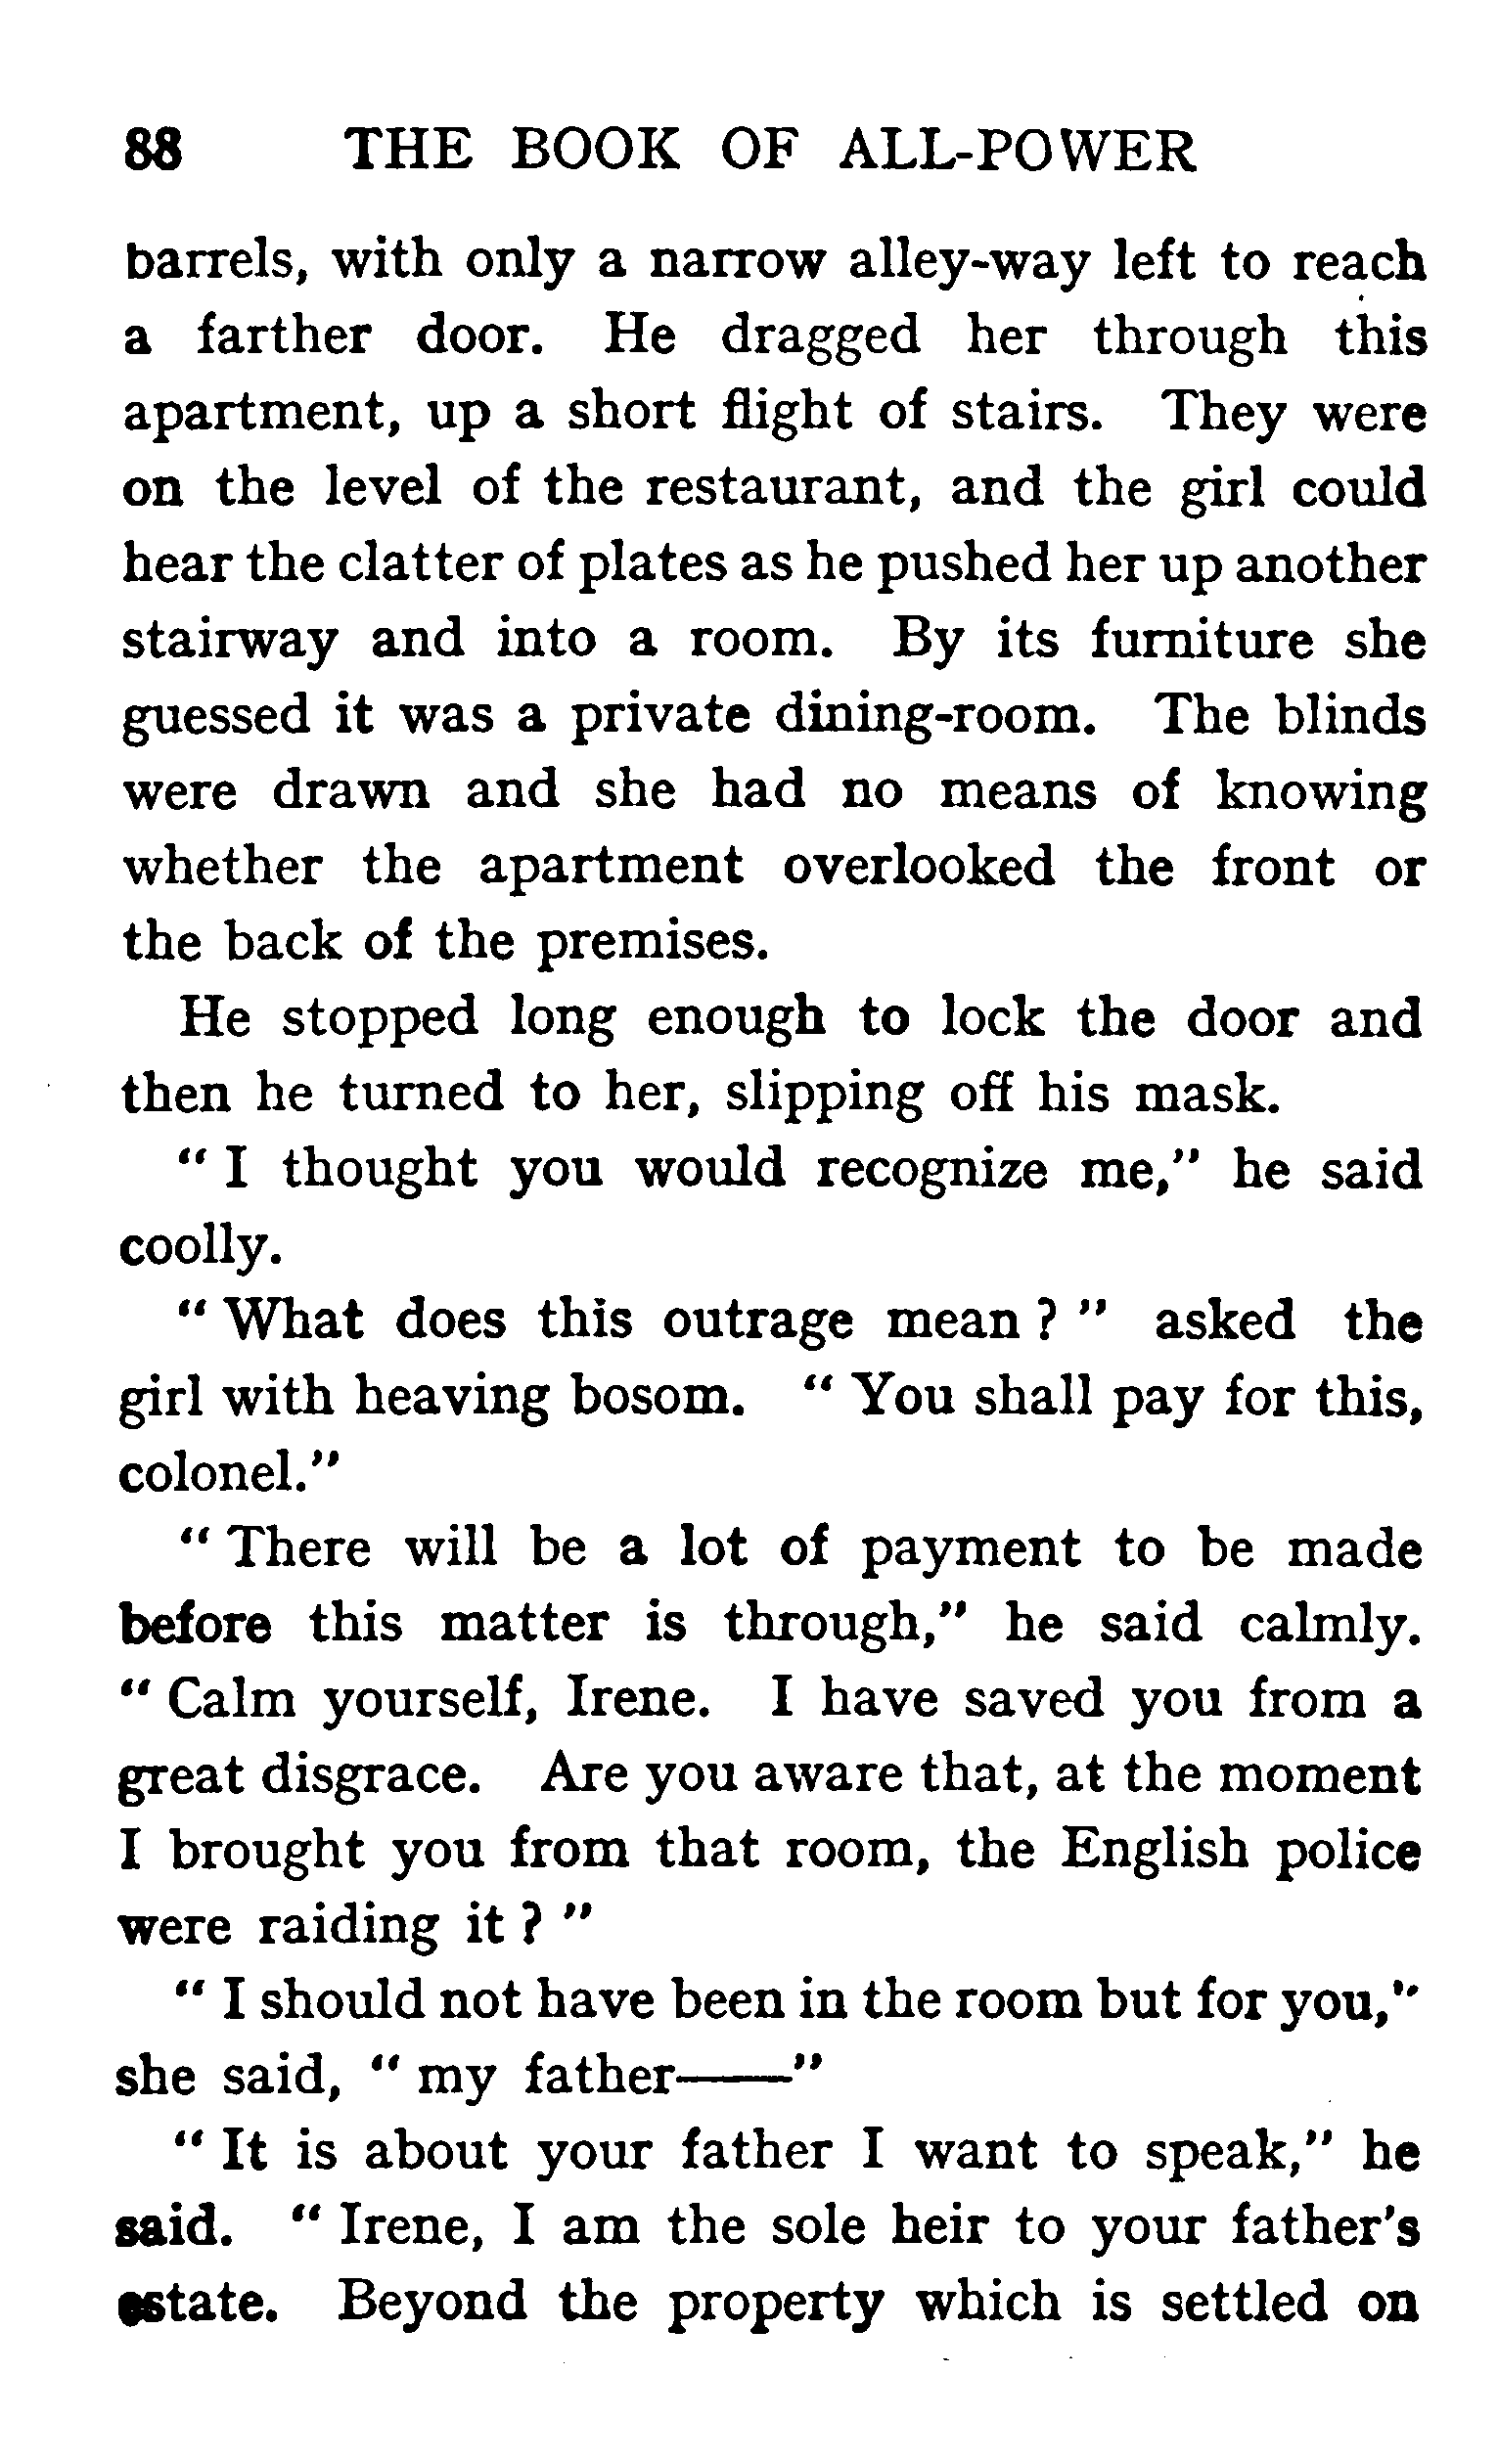 88 THE BOOK OF ALL-POWER
barrels, with only a narrow alley-way left to reach
a farther door. He dragged her through this
apartment, up a short flight of stairs. They were
on the level of the restaurant, and the girl could
hear the clatter of plates as he pushed her up another
stairway and into a room. By its furniture she
guessed it was a private dining-room. The blinds
were drawn and she had no means of knowing
whether the apartment overlooked the front or
the back of the premises.
He stopped long enough to lock the door and
then he turned to her, slipping off his mask.
" I thought you would recognize me," he said
coolly.
" What does this outrage mean ? " asked the
girl with heaving bosom. " You shall pay for this,
colonel."
" There will be a lot of payment to be made
before this matter is through," he said calmly.
" Calm yourself, Irene. I have saved you from a
great disgrace. Are you aware that, at the moment
I brought you from that room, the English police
were raiding it ? "
" I should not have been in the room but for you,"
she said, " my father——"
" It is about your father I want to speak," he
said. " Irene, I am the sole heir to your father's
estate. Beyond the property which is settled on